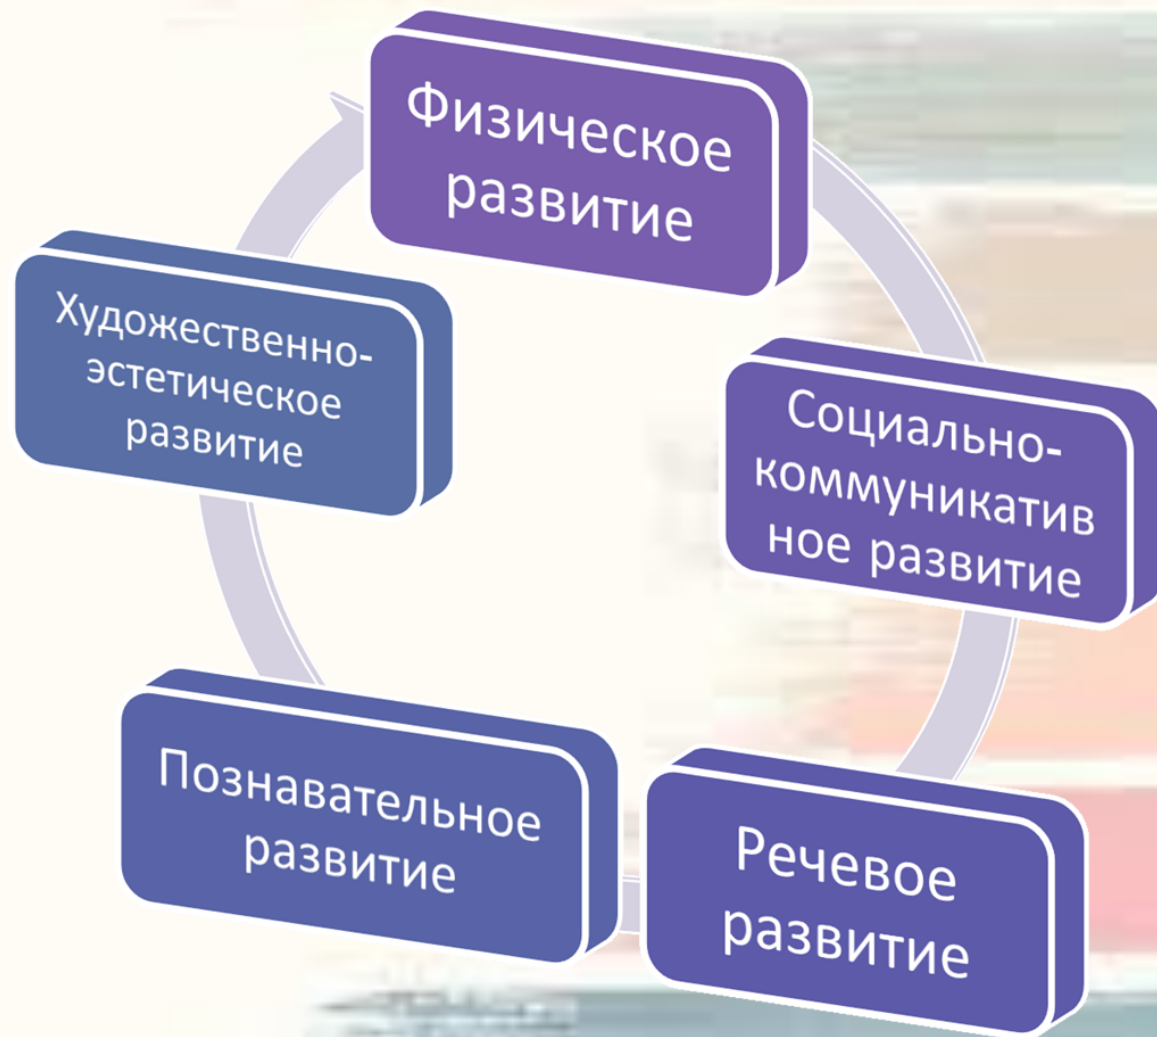 Физическое
развитие
Социально-
коммуникатив
ное развитие
Речевое
развитие
Познавательное
развитие
Художественно-
эстетическое
развитие